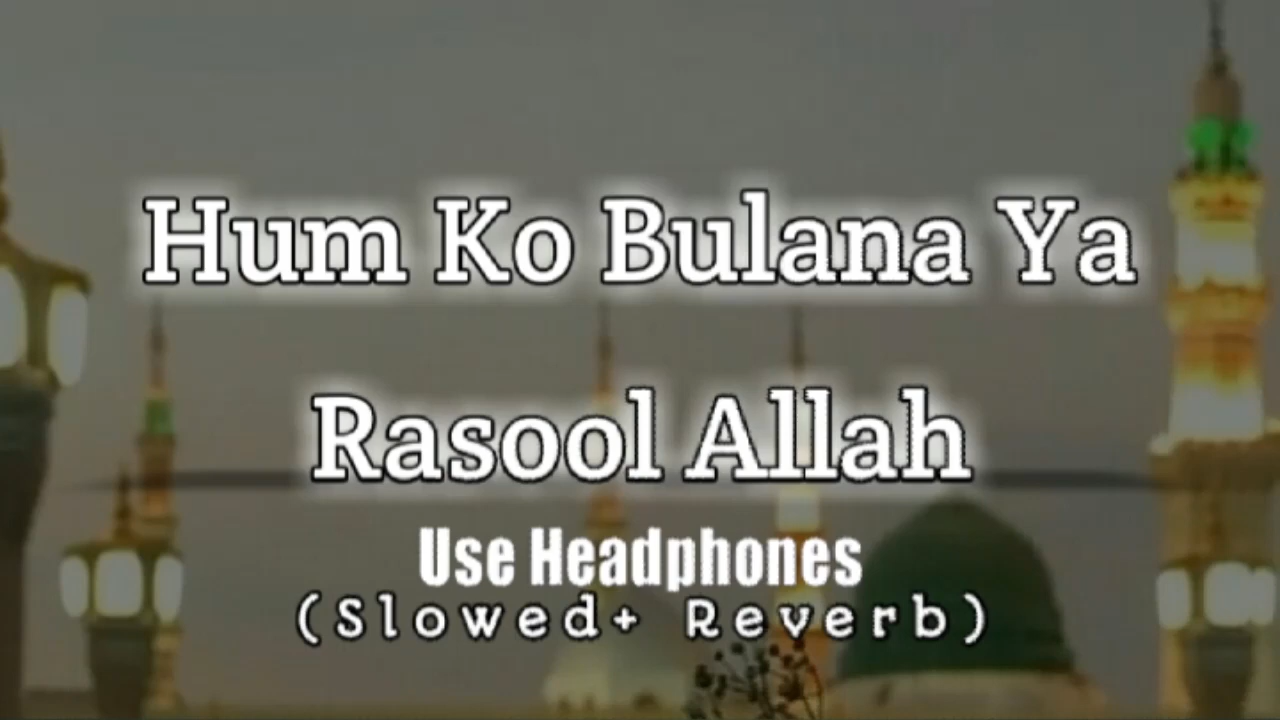 Hum Ko Bulana Ya
Rasool Allah
Use Headphones
(Slowed+ Reverb)